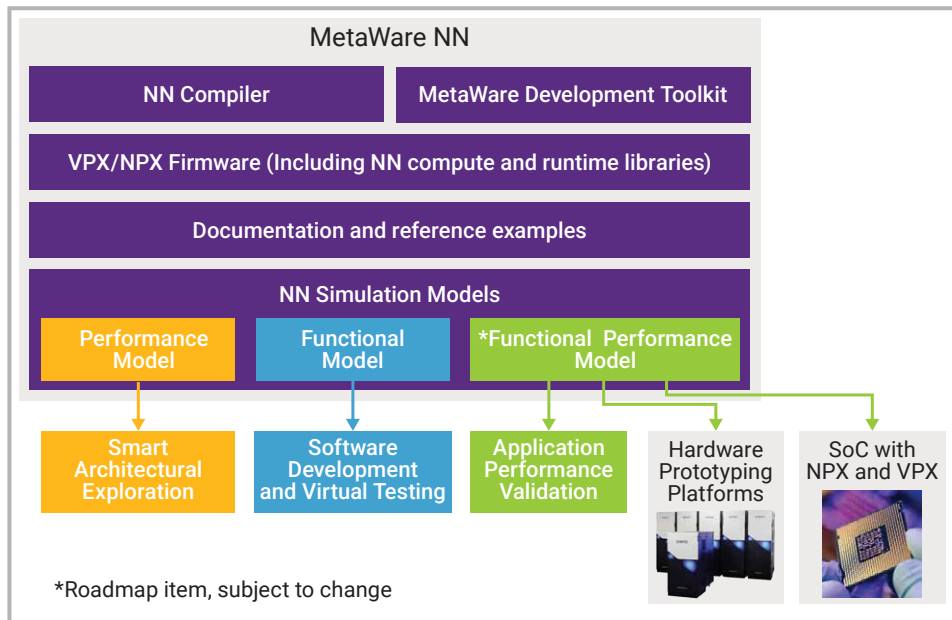 MetaWare NN
NN Compiler
MetaWare Development Toolkit
VPX/NPX Firmware (Including NN compute and runtime libraries)
Documentation and reference examples
NN Simulation Models
Performance
Model
Functional
Model
*Functional Performance
Model
Smart
Architectural
Exploration
Software
Development
and Virtual Testing
Application
Performance
Validation
Hardware
Prototyping
Platforms
SoC with
NPX and VPX
*Roadmap item, subject to change